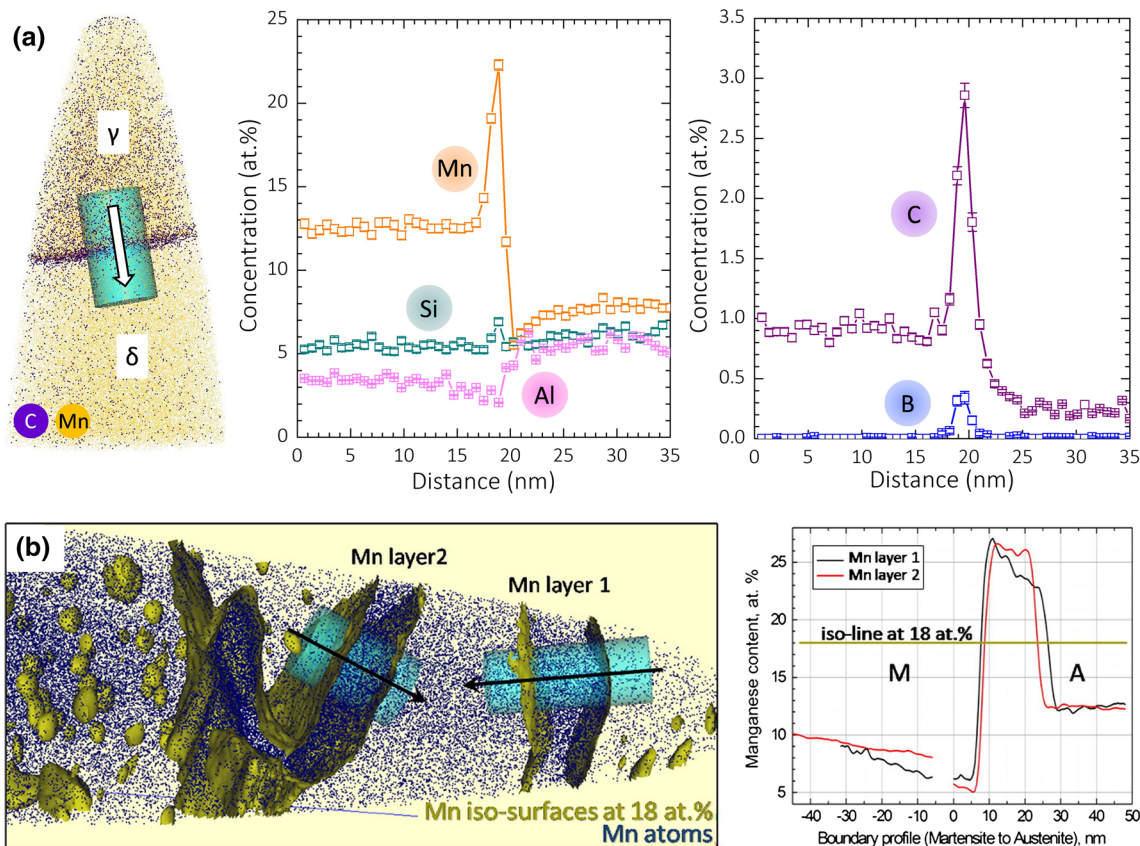 (a)
γ
δ
C Mn
Concentration (at.%)
25
20
15
10
5
0
Mn
Si
Al
0 5 10 15 20 25 30 35
Distance (nm)
Concentration (at.%)
3.5
3.0
2.5
2.0
1.5
1.0
0.5
0.0
C
B
0 5 10 15 20 25 30 35
Distance (nm)
(b)
Mn layer2
Mn layer 1
Mn iso-surfaces at 18 at.%
Mn atoms
Manganese content, at. %
25
20
15
10
5
Mn layer 1
Mn layer 2
iso-line at 18 at.%
M A
-40 -30 -20 -10 0 10 20 30 40 50
Boundary profile (Martensite to Austenite), nm